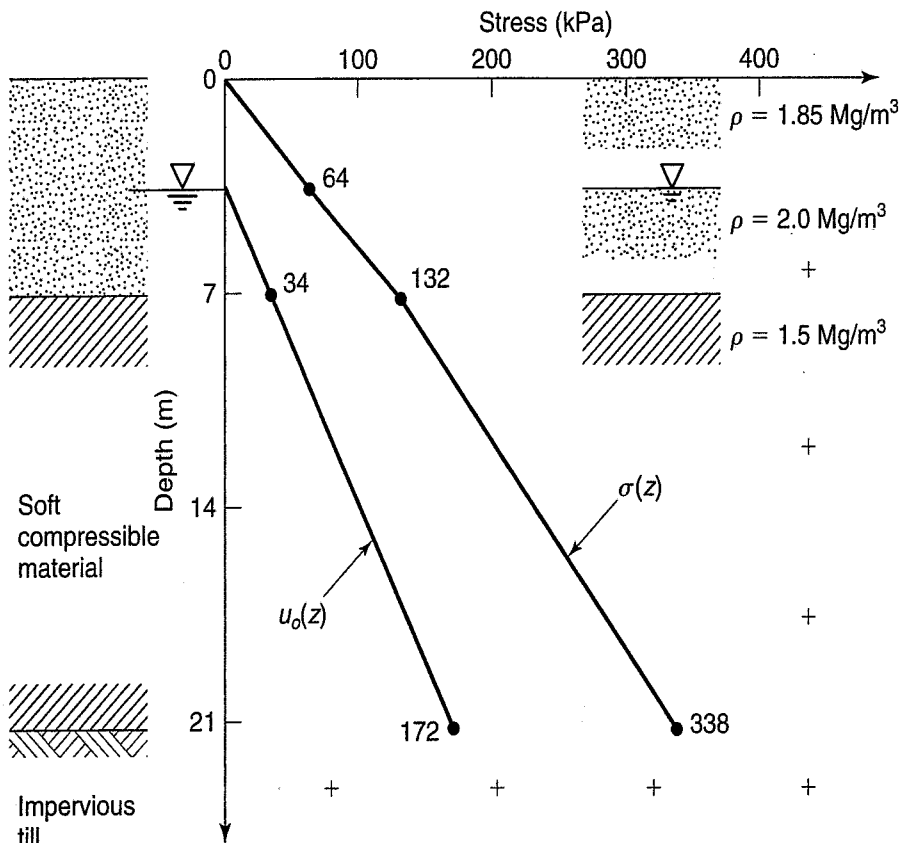 Stress (kPa)
0 100 200 300 400
0
ρ = 1.85 Mg/m³
64
ρ = 2.0 Mg/m³
34
132
7
ρ = 1.5 Mg/m³
Depth (m)
14
Soft
compressible
material
σ(z)
u₀(z)
21
172
338
Impervious
till